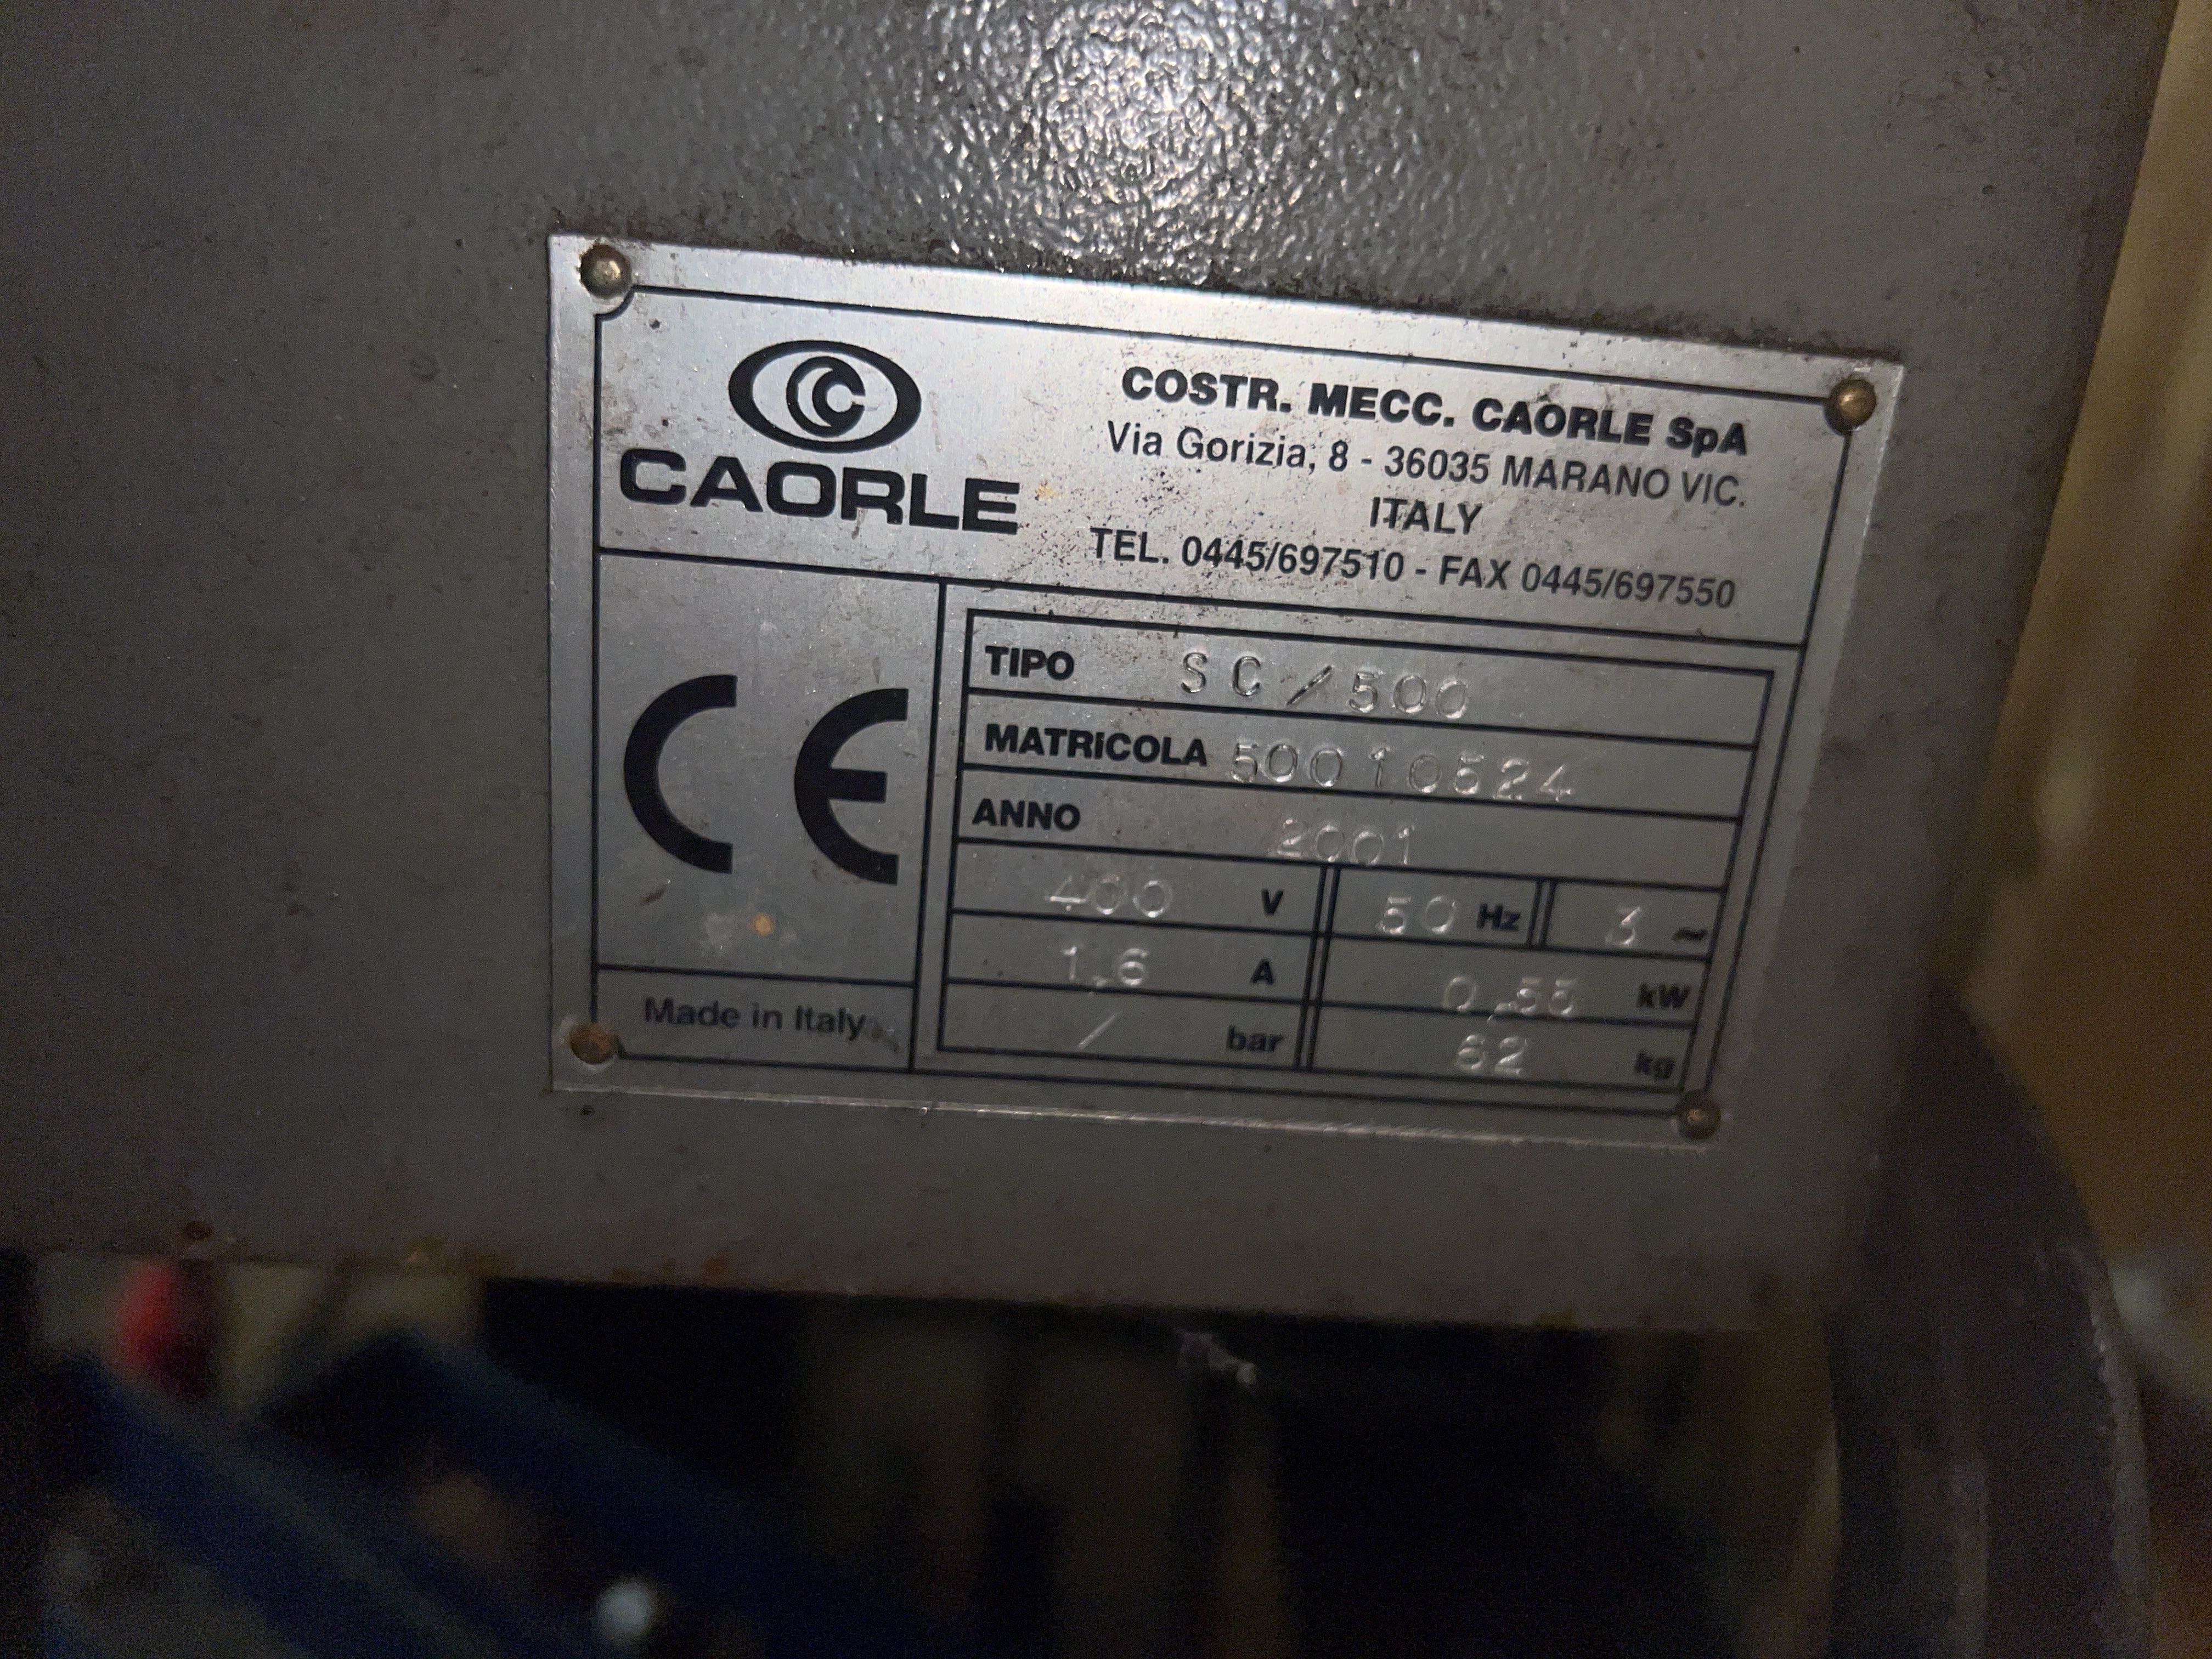 C
CAORLE
COSTR. MECC. CAORLE SpA
Via Gorizia, 8 - 36035 MARANO VIC.
ITALY
TEL. 0445/697510 - FAX 0445/697550
CE
Made in Italy
TIPO SC/500
MATRiCOLA 50010524
ANNO 2001
400 V 50 Hz 3 ~
1,6 A 0,55 kW
/ bar 62 kg